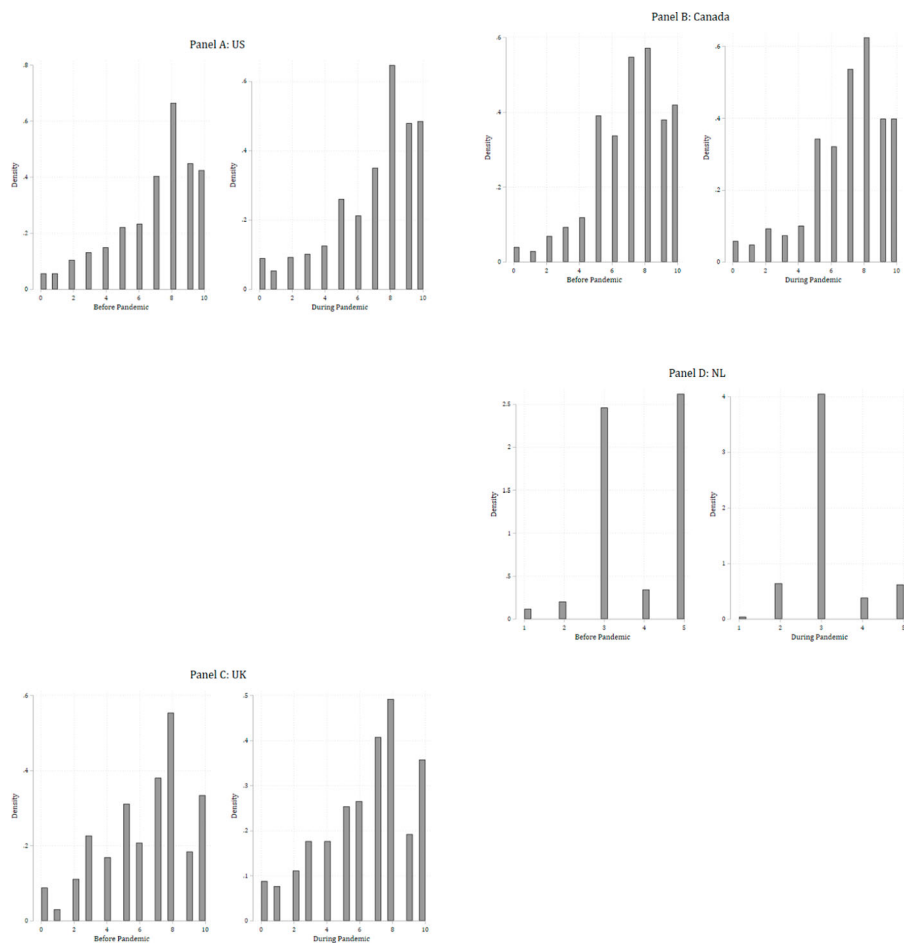 Panel A: US
.8
.6
.4
.2
0
Density
0 2 4 6 8 10
Before Pandemic
.6
.4
.2
0
Density
0 2 4 6 8 10
During Pandemic
Panel B: Canada
.6
.4
.2
0
Density
0 2 4 6 8 10
Before Pandemic
.6
.4
.2
0
Density
0 2 4 6 8 10
During Pandemic
Panel D: NL
2.5
2
1.5
1
.5
0
Density
1 2 3 4 5
Before Pandemic
4
3
2
1
0
Density
1 2 3 4 5
During Pandemic
Panel C: UK
.6
.4
.2
0
Density
0 2 4 6 8 10
Before Pandemic
.5
.4
.3
.2
.1
0
Density
0 2 4 6 8 10
During Pandemic